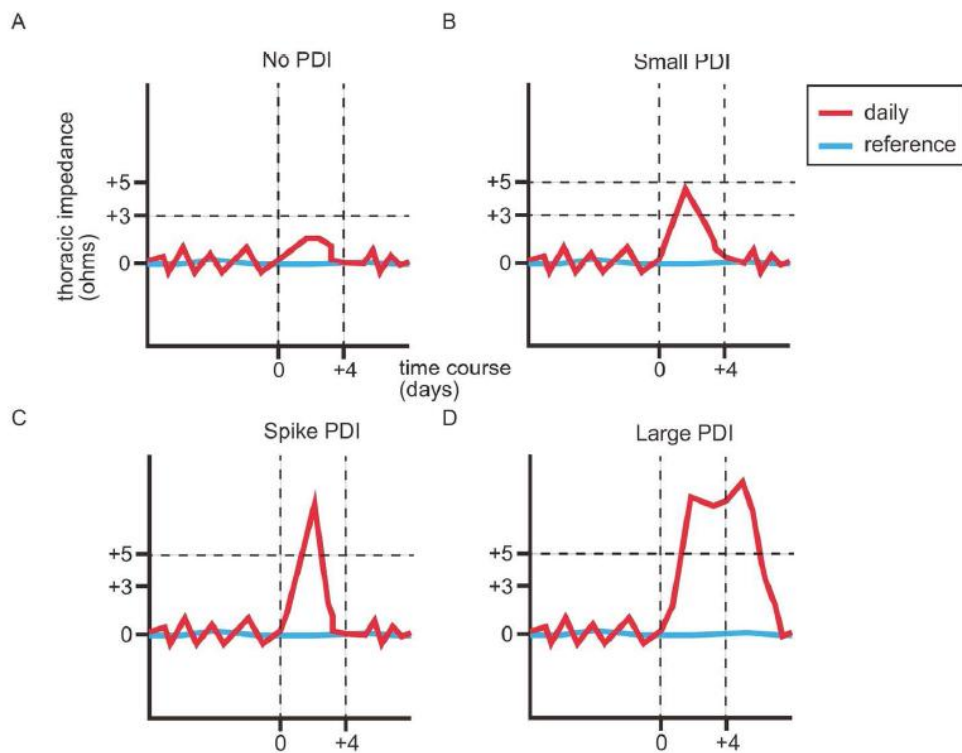 A
No PDI
thoracic impedance
(ohms)
+5
+3
0
0
+4
time course
(days)
B
Small PDI
+5
+3
0
0
+4
daily
reference
C
Spike PDI
+5
+3
0
0
+4
D
Large PDI
+5
+3
0
0
+4